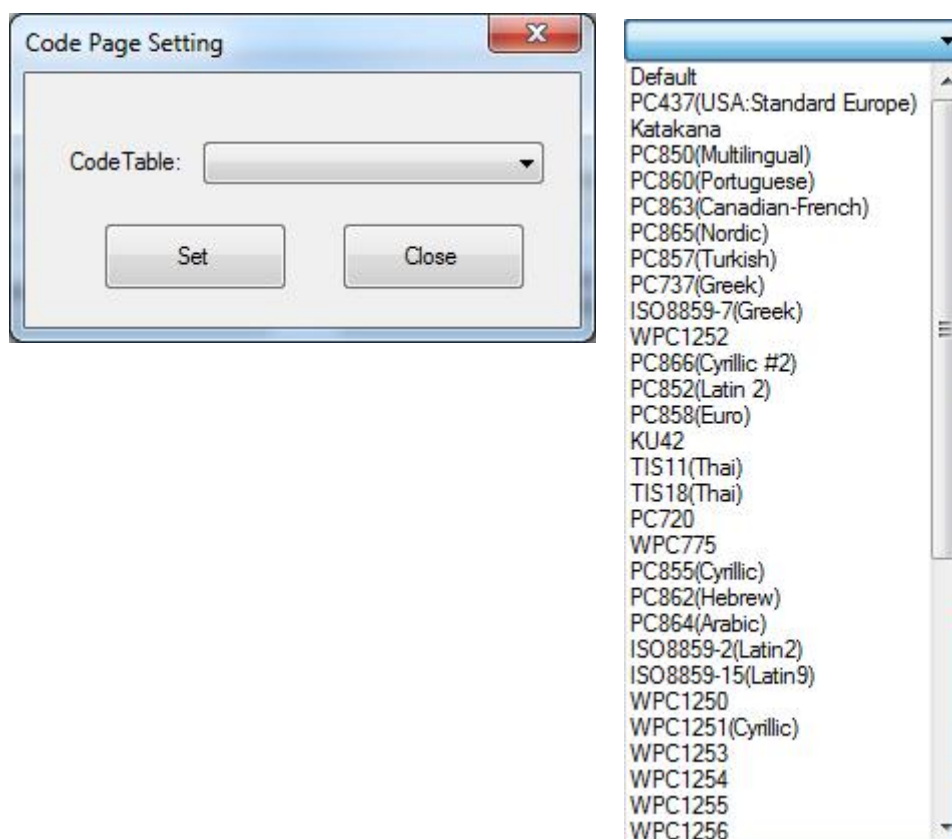 Code Page Setting
CodeTable:
Set
Close
Default
PC437(USA:Standard Europe)
Katakana
PC850(Multilingual)
PC860(Portuguese)
PC863(Canadian-French)
PC865(Nordic)
PC857(Turkish)
PC737(Greek)
ISO8859-7(Greek)
WPC1252
PC866(Cyrillic #2)
PC852(Latin 2)
PC858(Euro)
KU42
TIS11(Thai)
TIS18(Thai)
PC720
WPC775
PC855(Cyrillic)
PC862(Hebrew)
PC864(Arabic)
ISO8859-2(Latin2)
ISO8859-15(Latin9)
WPC1250
WPC1251(Cyrillic)
WPC1253
WPC1254
WPC1255
WPC1256